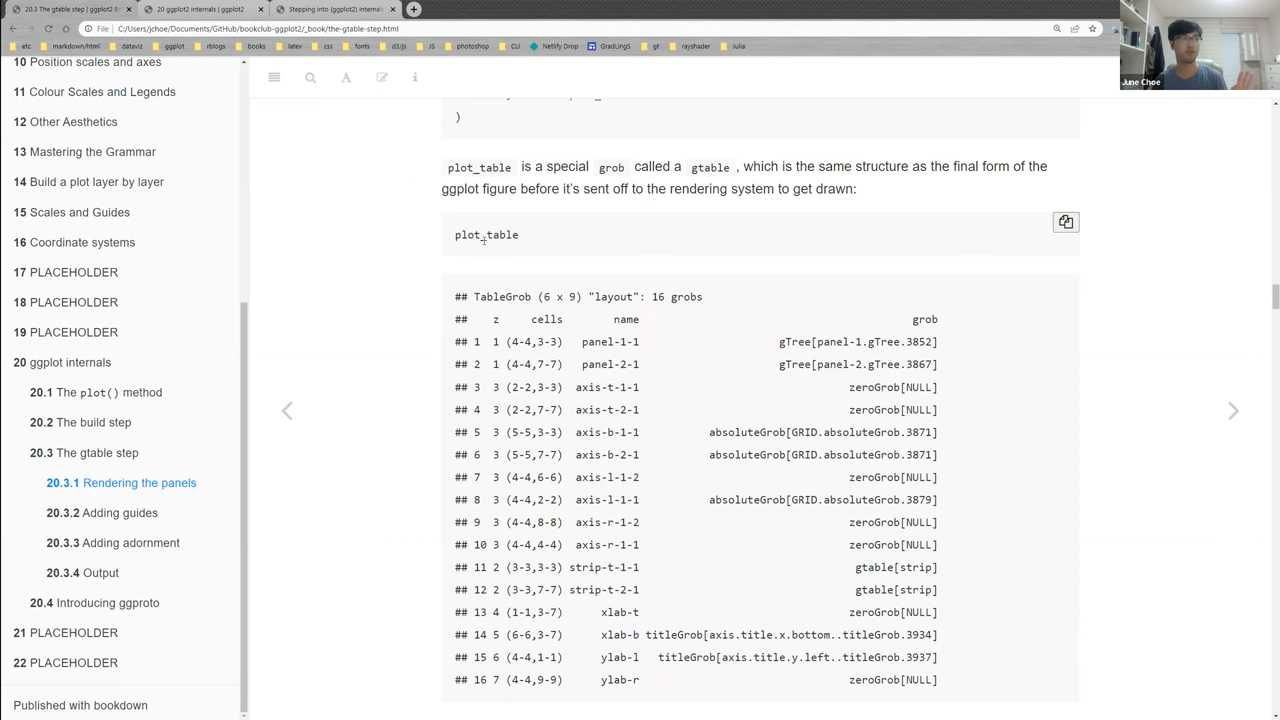 20.3 The gtable step | ggplot2 B
20 ggplot2 internals | ggplot2
Stepping into {ggplot2} internals
File
C:/Users/jchoe/Documents/GitHub/bookclub-ggplot2/_book/the-gtable-step.html
etc markdown/html dataviz ggplot rblogs books latex css fonts d3/js JS photoshop CLI Netlify Drop GradLingS gt rayshader Julia
June Choe
10 Position scales and axes
11 Colour Scales and Legends
12 Other Aesthetics
13 Mastering the Grammar
14 Build a plot layer by layer
15 Scales and Guides
16 Coordinate systems
17 PLACEHOLDER
18 PLACEHOLDER
19 PLACEHOLDER
20 ggplot internals
20.1 The plot() method
20.2 The build step
20.3 The gtable step
20.3.1 Rendering the panels
20.3.2 Adding guides
20.3.3 Adding adornment
20.3.4 Output
20.4 Introducing ggproto
21 PLACEHOLDER
22 PLACEHOLDER
Published with bookdown
)
plot_table is a special grob called a gtable , which is the same structure as the final form of the
ggplot figure before it's sent off to the rendering system to get drawn:
plot_table
## TableGrob (6 x 9) "layout": 16 grobs
##    z     cells       name                                          grob
## 1  1 (4-4,3-3)  panel-1-1                      gTree[panel-1.gTree.3852]
## 2  1 (4-4,7-7)  panel-2-1                      gTree[panel-2.gTree.3867]
## 3  3 (2-2,3-3) axis-t-1-1                                zeroGrob[NULL]
## 4  3 (2-2,7-7) axis-t-2-1                                zeroGrob[NULL]
## 5  3 (5-5,3-3) axis-b-1-1            absoluteGrob[GRID.absoluteGrob.3871]
## 6  3 (5-5,7-7) axis-b-2-1            absoluteGrob[GRID.absoluteGrob.3871]
## 7  3 (4-4,6-6) axis-l-1-2                                zeroGrob[NULL]
## 8  3 (4-4,2-2) axis-l-1-1            absoluteGrob[GRID.absoluteGrob.3879]
## 9  3 (4-4,8-8) axis-r-1-2                                zeroGrob[NULL]
## 10 3 (4-4,4-4) axis-r-1-1                                zeroGrob[NULL]
## 11 2 (3-3,3-3) strip-t-1-1                                gtable[strip]
## 12 2 (3-3,7-7) strip-t-2-1                                gtable[strip]
## 13 4 (1-1,3-7)     xlab-t                                zeroGrob[NULL]
## 14 5 (6-6,3-7)     xlab-b titleGrob[axis.title.x.bottom..titleGrob.3934]
## 15 6 (4-4,1-1)     ylab-l   titleGrob[axis.title.y.left..titleGrob.3937]
## 16 7 (4-4,9-9)     ylab-r                                zeroGrob[NULL]